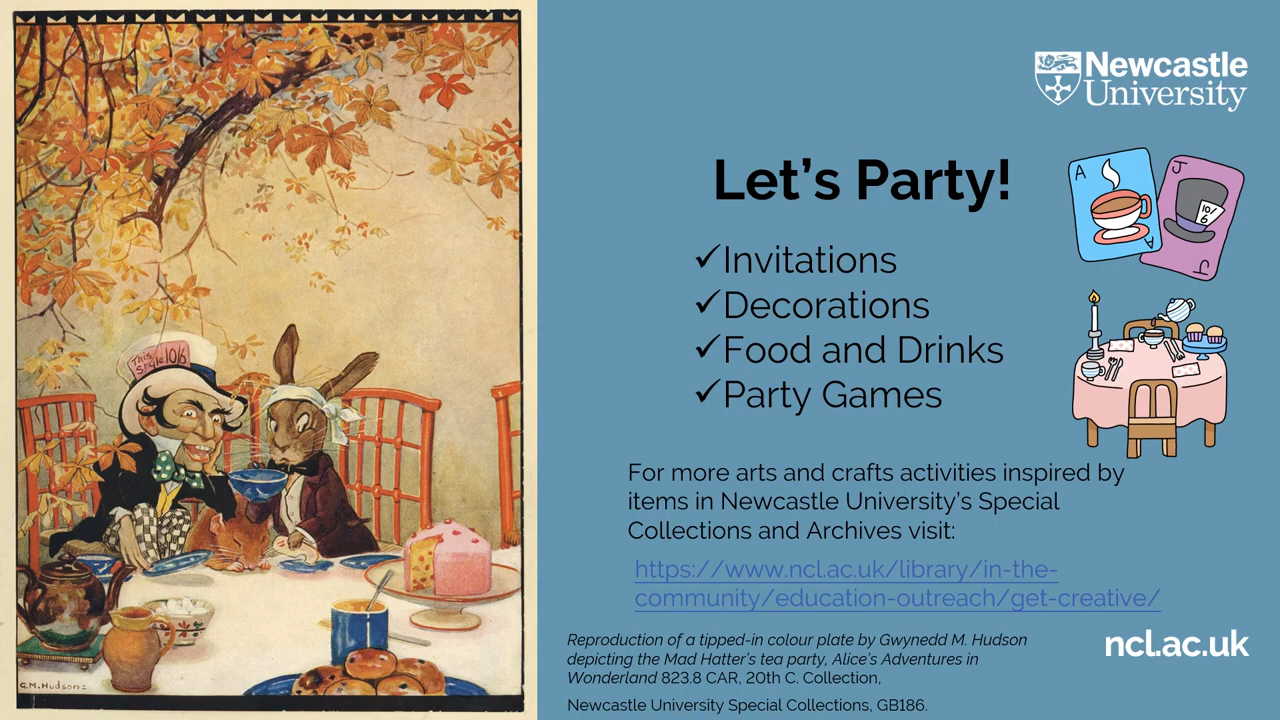 This
Style 10/6
G.M.Hudson
Newcastle
University
Let's Party!
A
A
J
10/
6
J
✓Invitations
✓Decorations
✓Food and Drinks
✓Party Games
For more arts and crafts activities inspired by
items in Newcastle University's Special
Collections and Archives visit:
https://www.ncl.ac.uk/library/in-the-
community/education-outreach/get-creative/
Reproduction of a tipped-in colour plate by Gwynedd M. Hudson
depicting the Mad Hatter's tea party, Alice's Adventures in
Wonderland 823.8 CAR, 20th C. Collection,
Newcastle University Special Collections, GB186.
ncl.ac.uk